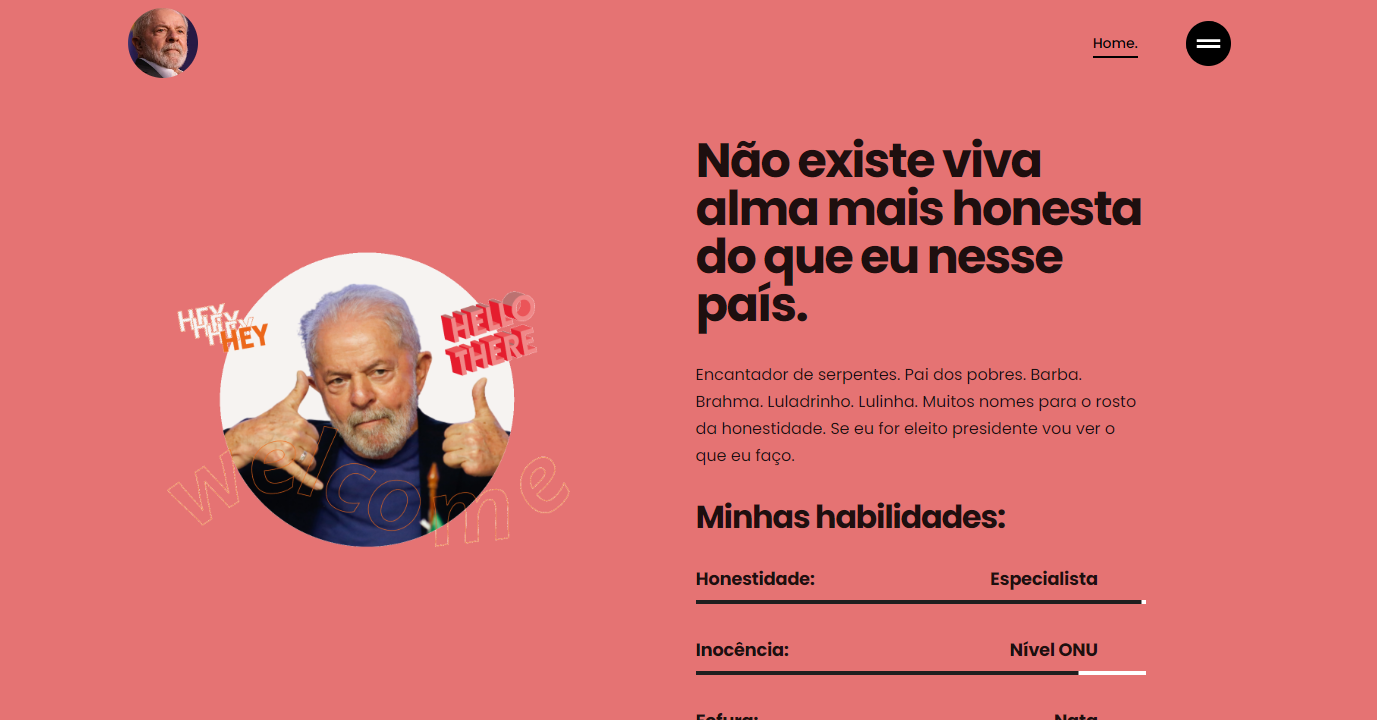 Home.
Não existe viva
alma mais honesta
do que eu nesse
país.
Encantador de serpentes. Pai dos pobres. Barba.
Brahma. Luladrinho. Lulinha. Muitos nomes para o rosto
da honestidade. Se eu for eleito presidente vou ver o
que eu faço.
HEY
HEY
HEY
HELLO
THERE
welcome
Minhas habilidades:
Honestidade: Especialista
Inocência: Nível ONU